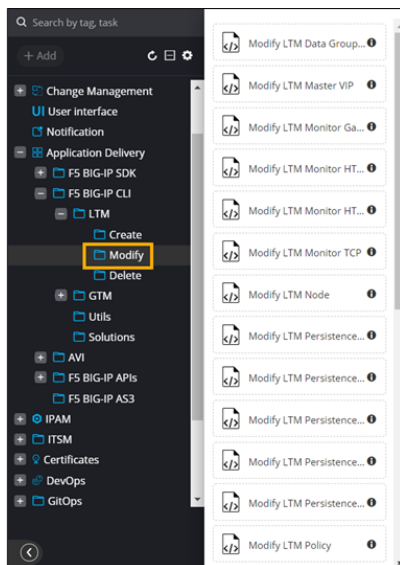 Search by tag, task
+ Add
Change Management
UI User interface
Notification
Application Delivery
F5 BIG-IP SDK
F5 BIG-IP CLI
LTM
Create
Modify
Delete
GTM
Utils
Solutions
AVI
F5 BIG-IP APIs
F5 BIG-IP AS3
IPAM
ITSM
Certificates
DevOps
GitOps
Modify LTM Data Group...
Modify LTM Master VIP
Modify LTM Monitor Ga...
Modify LTM Monitor HT...
Modify LTM Monitor HT...
Modify LTM Monitor TCP
Modify LTM Node
Modify LTM Persistence...
Modify LTM Persistence...
Modify LTM Persistence...
Modify LTM Persistence...
Modify LTM Persistence...
Modify LTM Policy